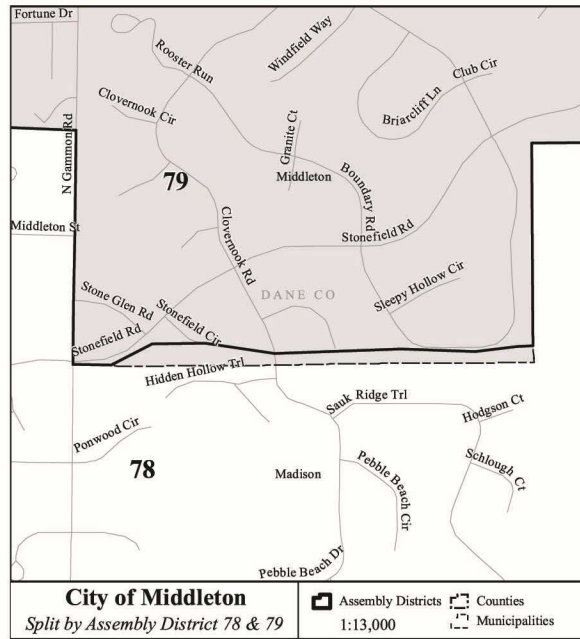 Fortune Dr
Rooster Run
Windfield Way
Club Cir
Briarcliff Ln
Clovernook Cir
N Gammon Rd
Granite Ct
79
Middleton
Boundary Rd
Middleton St
Clovernook Rd
Stonefield Rd
DANE CO
Sleepy Hollow Cir
Stone Glen Rd
Stonefield Cir
Stonefield Rd
Hidden Hollow Trl
Sauk Ridge Trl
Hodgson Ct
Ponwood Cir
78
Madison
Pebble Beach Cir
Schlough Ct
Pebble Beach Dr
City of Middleton
Split by Assembly District 78 & 79
Assembly Districts
Counties
1:13,000
Municipalities